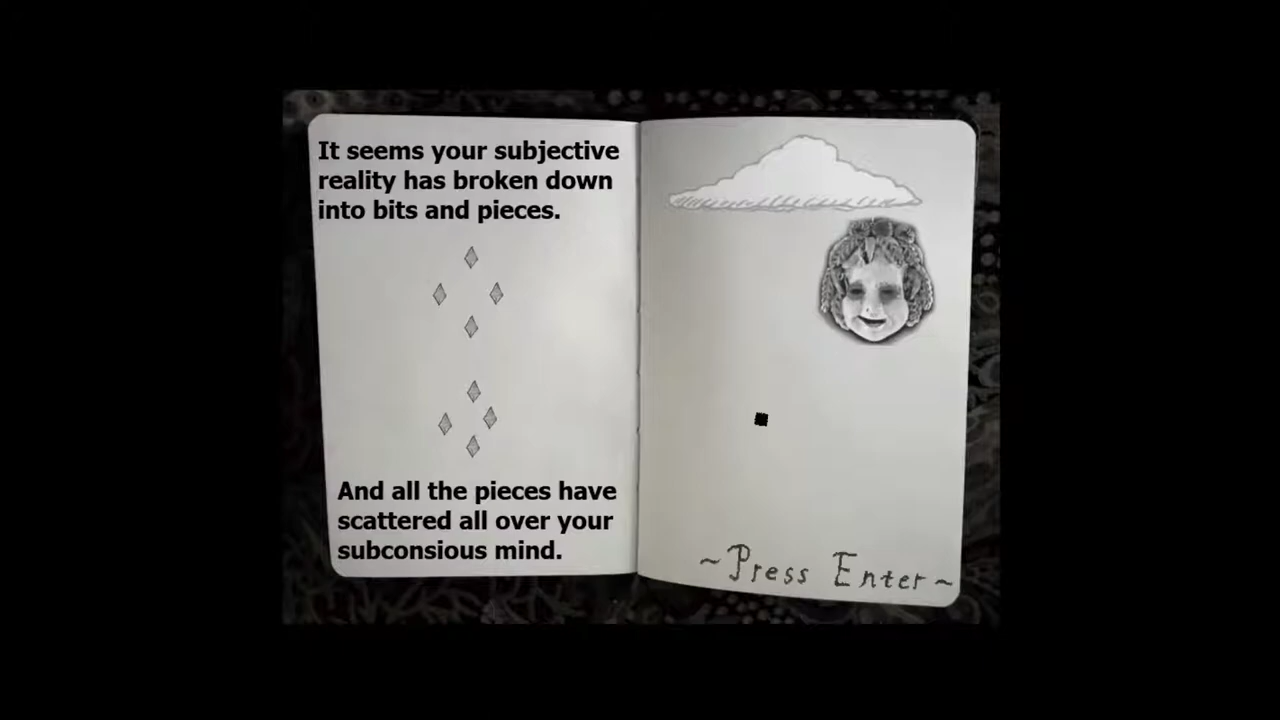 It seems your subjective
reality has broken down
into bits and pieces.
And all the pieces have
scattered all over your
subconsious mind.
~Press Enter~